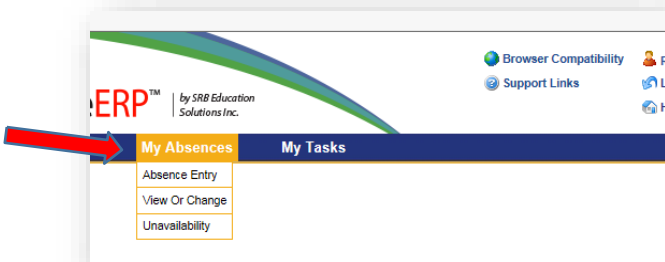 Browser Compatibility
Support Links
ERP™ | by SRB Education
Solutions Inc.
My Absences My Tasks
Absence Entry
View Or Change
Unavailability